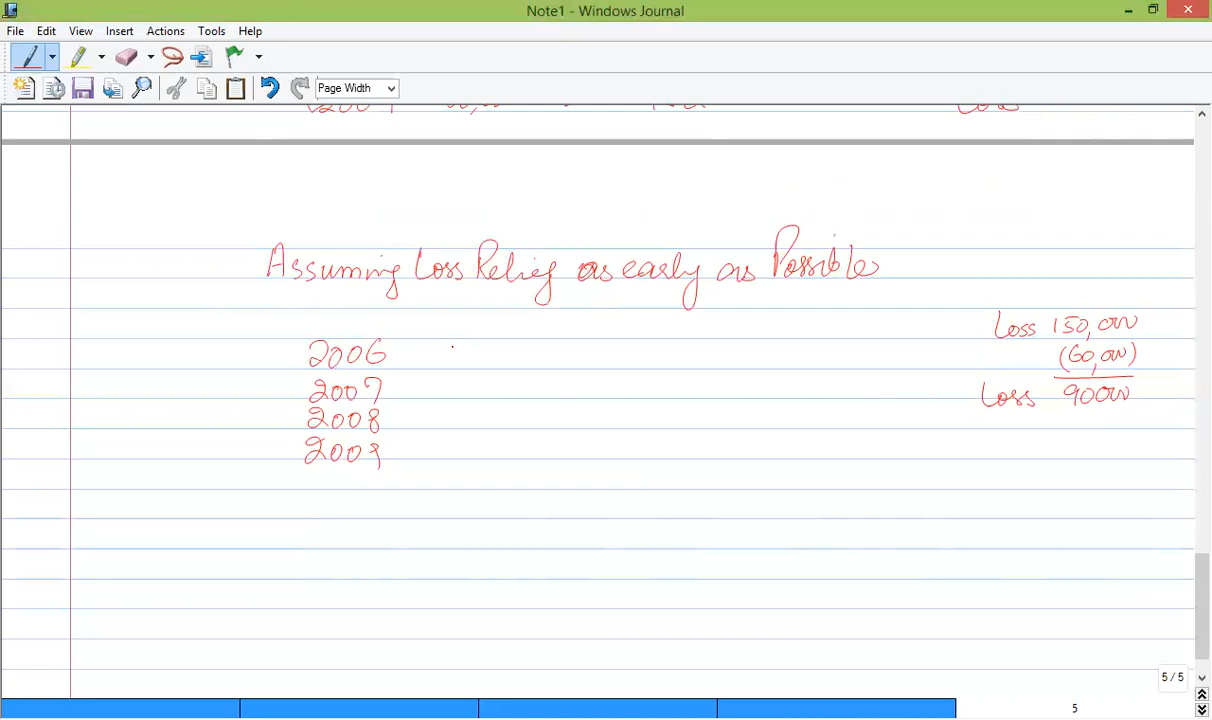 Note1 - Windows Journal
File Edit View Insert Actions Tools Help
Page Width
Assuming Loss Relief as early as Possible
Loss 150,000
2006 (60,000)
2007 Loss 90000
2008
2009
5 / 5
5